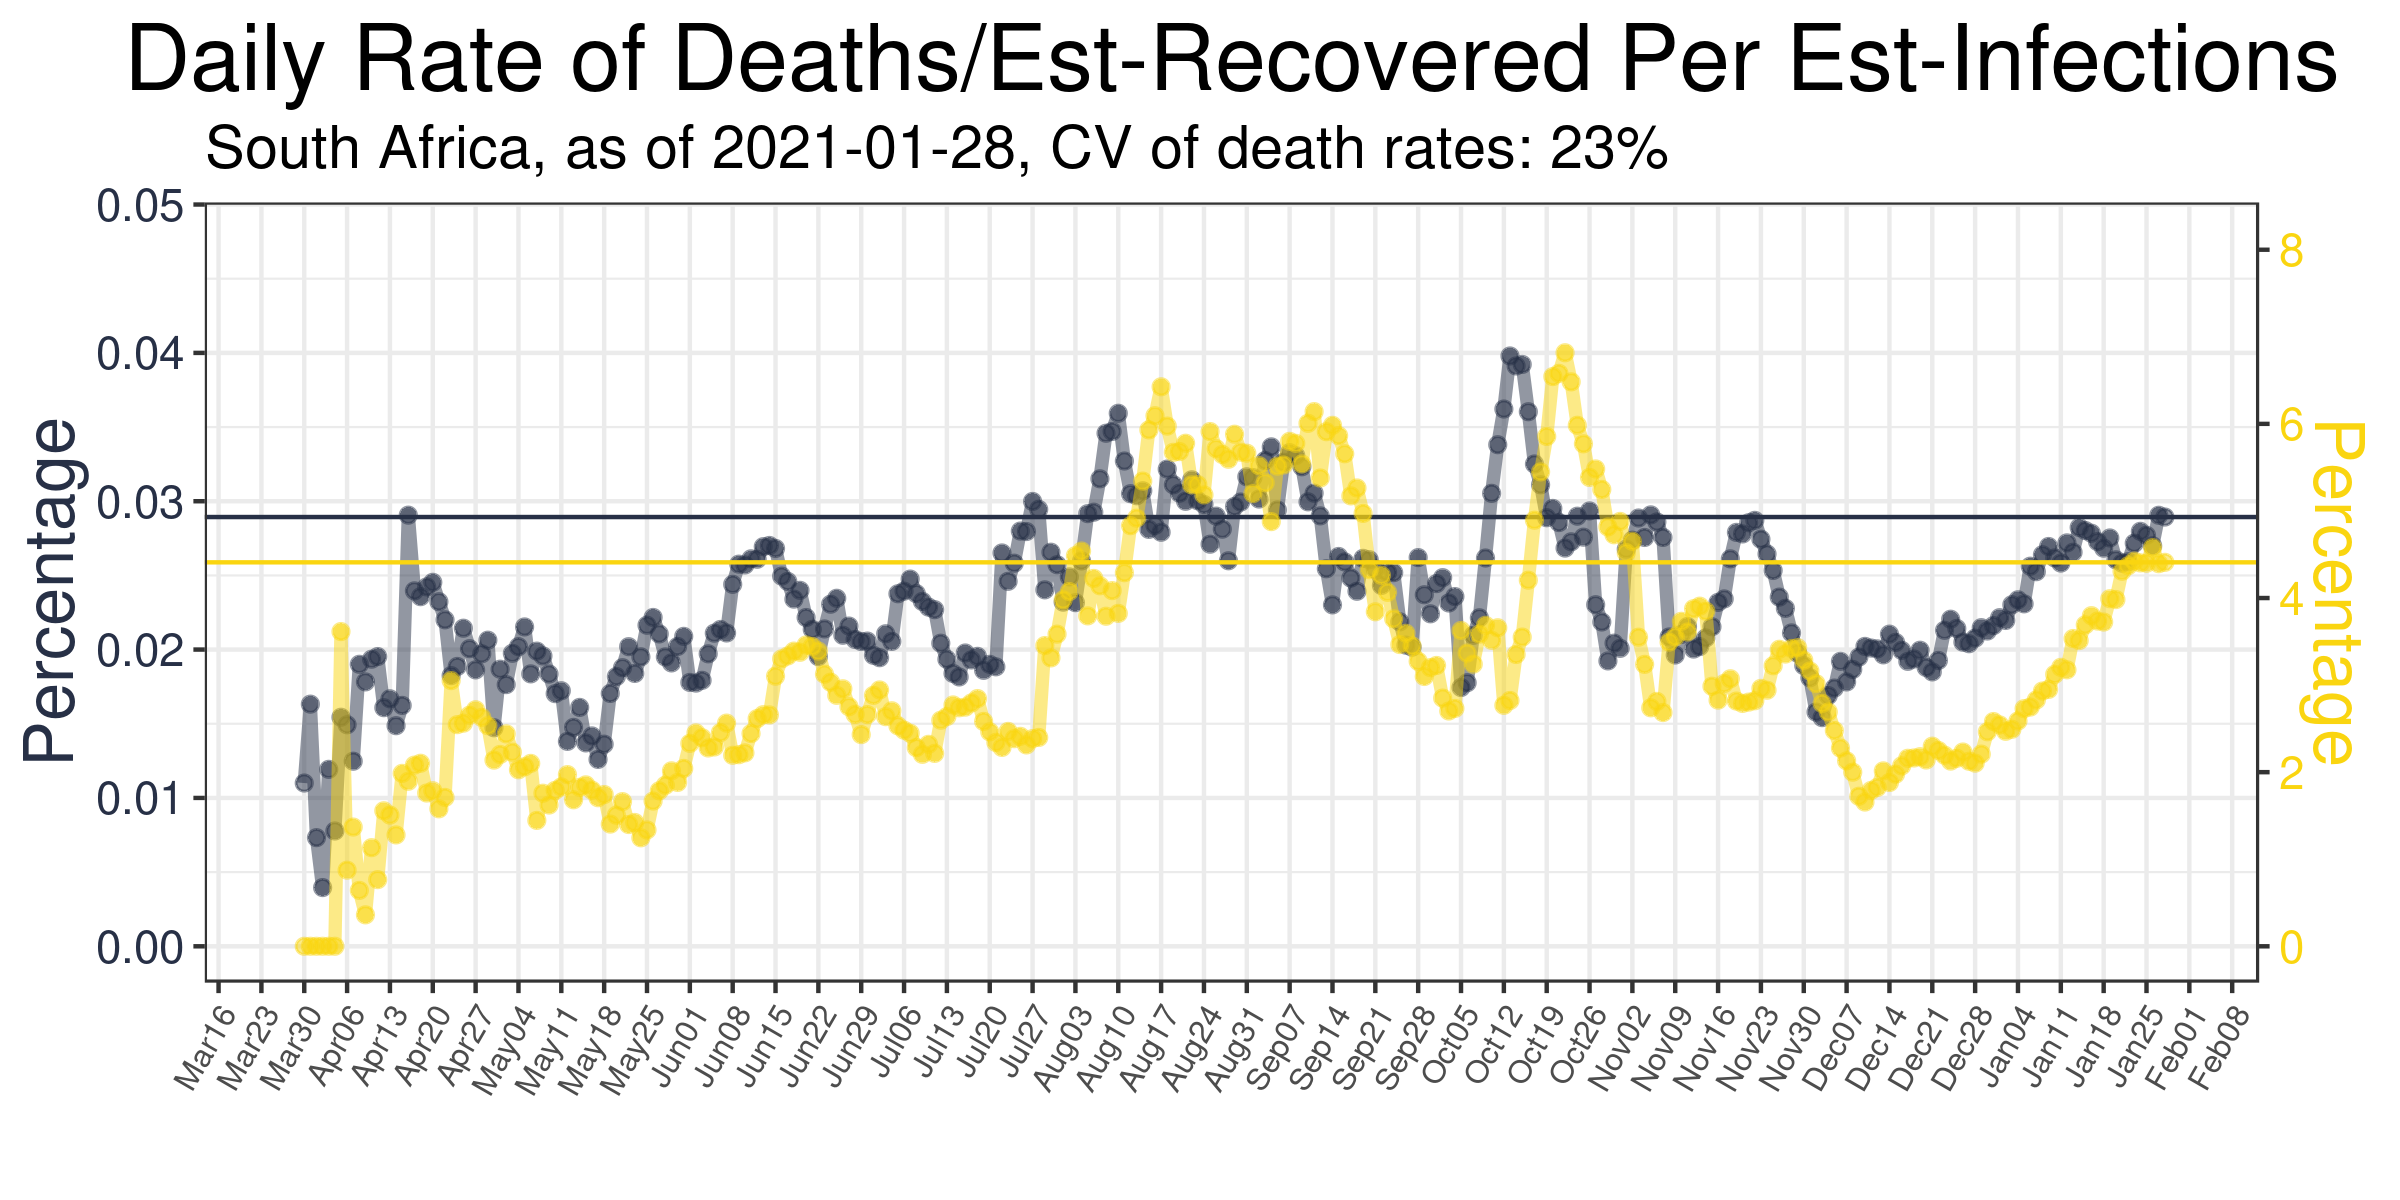 Daily Rate of Deaths/Est-Recovered Per Est-Infections
South Africa, as of 2021-01-28, CV of death rates: 23%
Percentage
0.05
0.04
0.03
0.02
0.01
0.00
8
6
4
2
0
Percentage
Mar16 Mar23 Mar30 Apr06 Apr13 Apr20 Apr27 May04 May11 May18 May25 Jun01 Jun08 Jun15 Jun22 Jun29 Jul06 Jul13 Jul20 Jul27 Aug03 Aug10 Aug17 Aug24 Aug31 Sep07 Sep14 Sep21 Sep28 Oct05 Oct12 Oct19 Oct26 Nov02 Nov09 Nov16 Nov23 Nov30 Dec07 Dec14 Dec21 Dec28 Jan04 Jan11 Jan18 Jan25 Feb01 Feb08